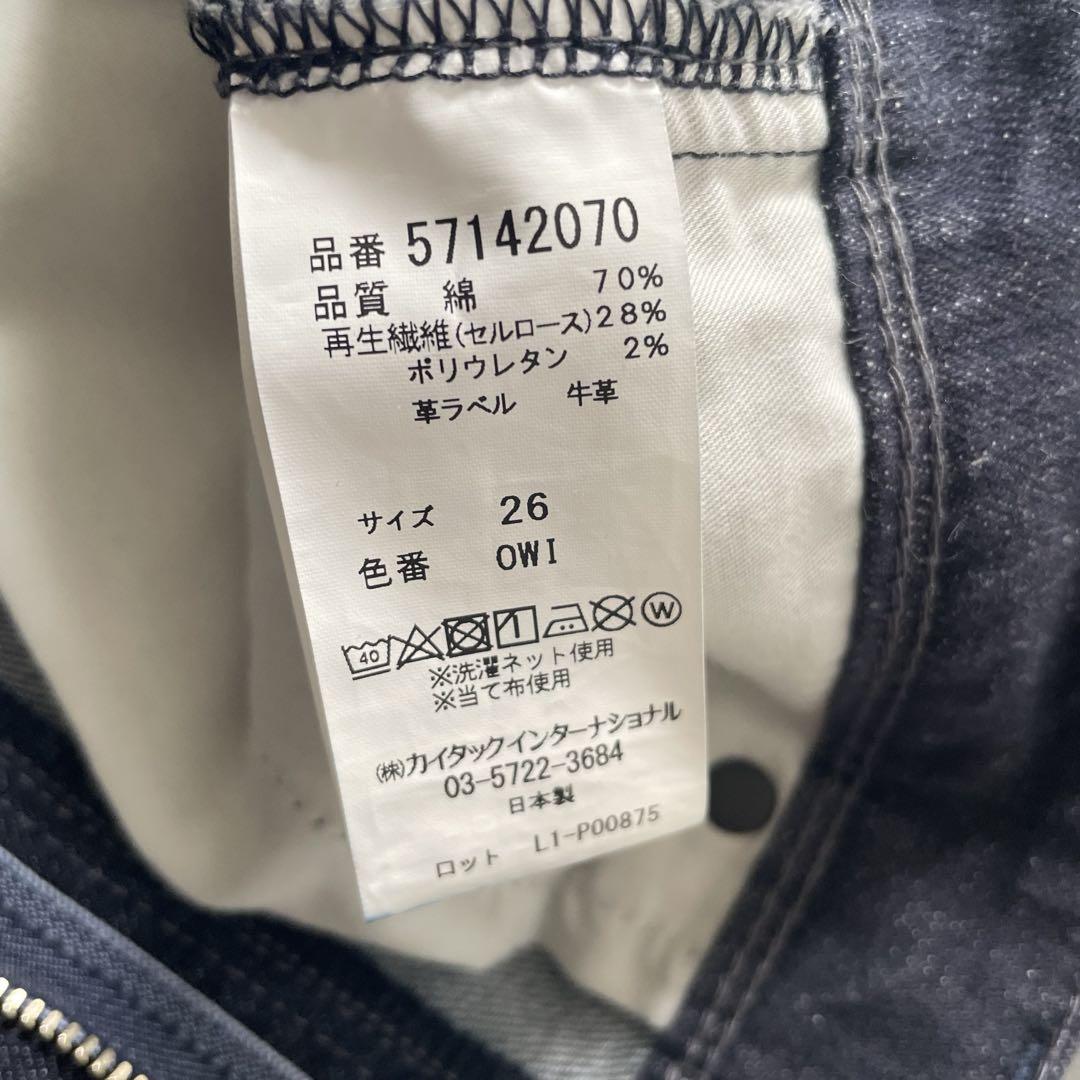 品番 57142070
品質 綿 70%
再生繊維(セルロース)28%
ポリウレタン 2%
革ラベル 牛革
サイズ 26
色番 OWI
40 W
※洗濯ネット使用
※当て布使用
(株)カイタックインターナショナル
03-5722-3684
日本製
ロット L1-P00875